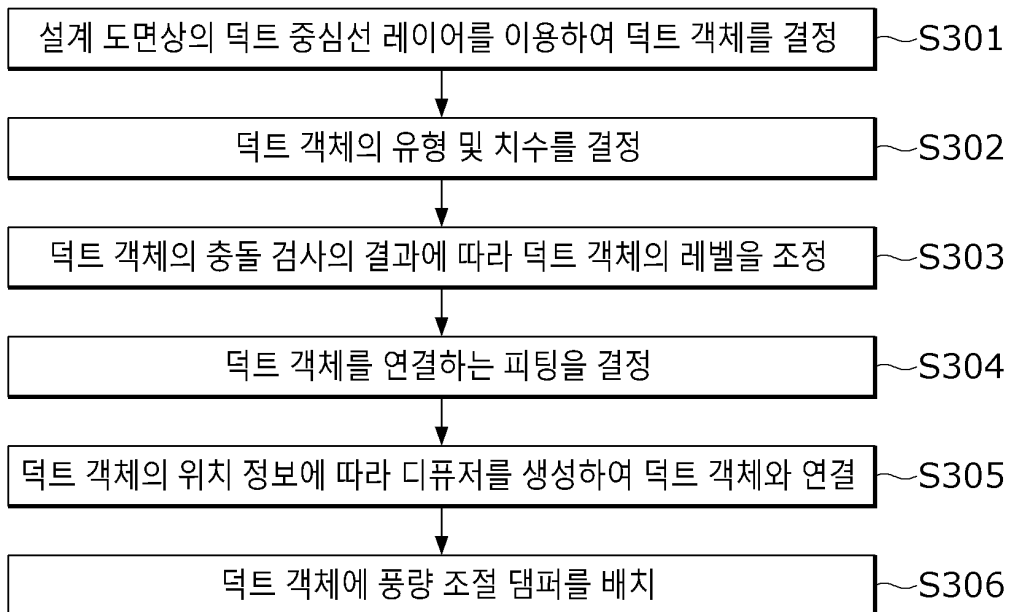 설계 도면상의 덕트 중심선 레이어를 이용하여 덕트 객체를 결정 S301
덕트 객체의 유형 및 치수를 결정 S302
덕트 객체의 충돌 검사의 결과에 따라 덕트 객체의 레벨을 조정 S303
덕트 객체를 연결하는 피팅을 결정 S304
덕트 객체의 위치 정보에 따라 디퓨저를 생성하여 덕트 객체와 연결 S305
덕트 객체에 풍량 조절 댐퍼를 배치 S306